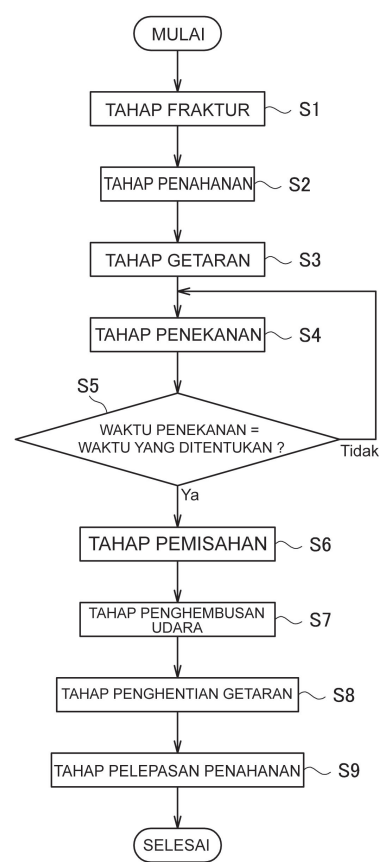 MULAI
TAHAP FRAKTUR
S1
TAHAP PENAHANAN
S2
TAHAP GETARAN
S3
TAHAP PENEKANAN
S4
S5
WAKTU PENEKANAN =
WAKTU YANG DITENTUKAN ?
Tidak
Ya
TAHAP PEMISAHAN
S6
TAHAP PENGHEMBUSAN
UDARA
S7
TAHAP PENGHENTIAN GETARAN
S8
TAHAP PELEPASAN PENAHANAN
S9
SELESAI